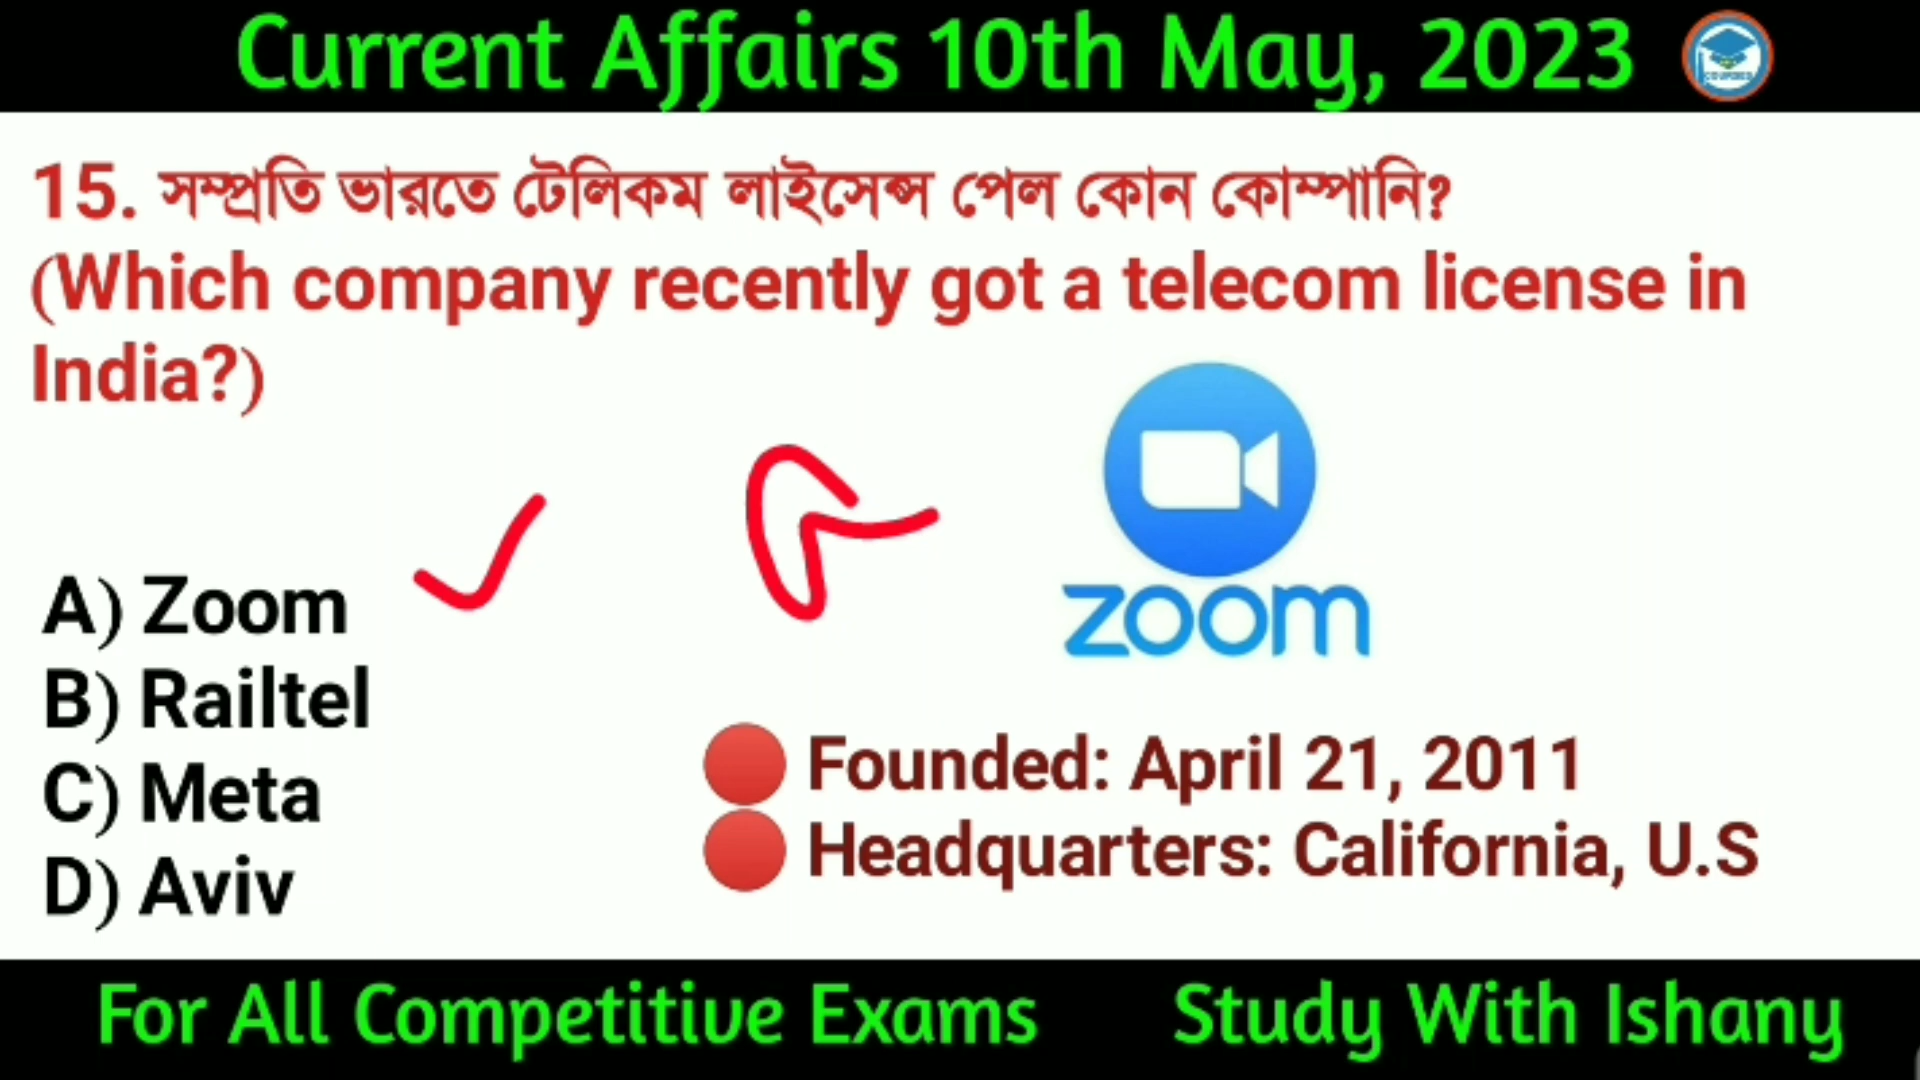 Current Affairs 10th May, 2023
15. সম্প্রতি ভারতে টেলিকম লাইসেন্স পেল কোন কোম্পানি?
(Which company recently got a telecom license in
India?)
A) Zoom
B) Railtel
C) Meta
D) Aviv
zoom
Founded: April 21, 2011
Headquarters: California, U.S
For All Competitive Exams
Study With Ishany